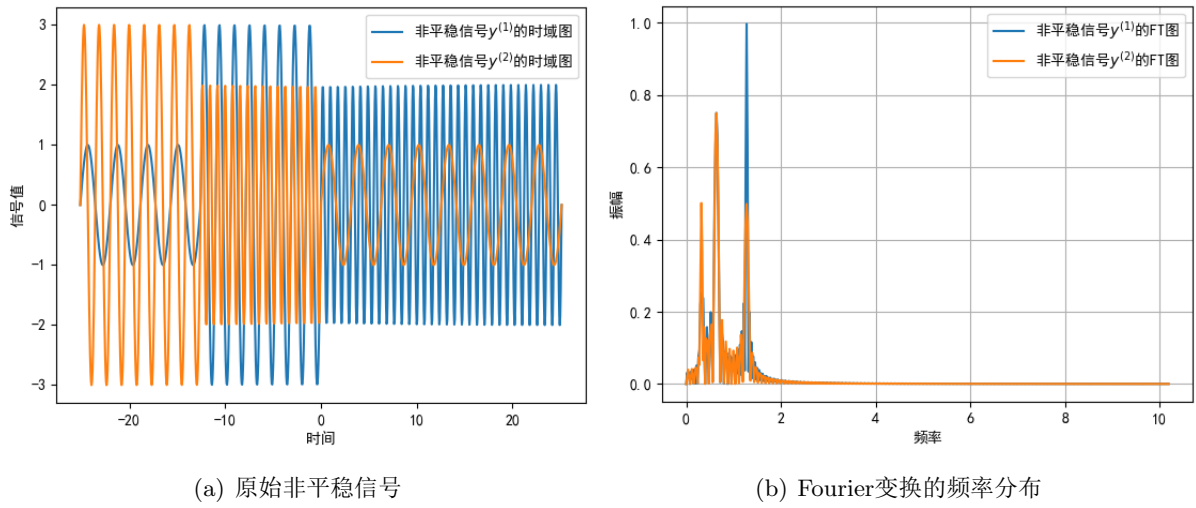 非平稳信号y⁽¹⁾的时域图
非平稳信号y⁽²⁾的时域图
3
2
1
0
−1
−2
−3
信号值
−20
−10
0
10
20
时间
(a) 原始非平稳信号
非平稳信号y⁽¹⁾的FT图
非平稳信号y⁽²⁾的FT图
1.0
0.8
0.6
0.4
0.2
0.0
振幅
0
2
4
6
8
10
频率
(b) Fourier变换的频率分布